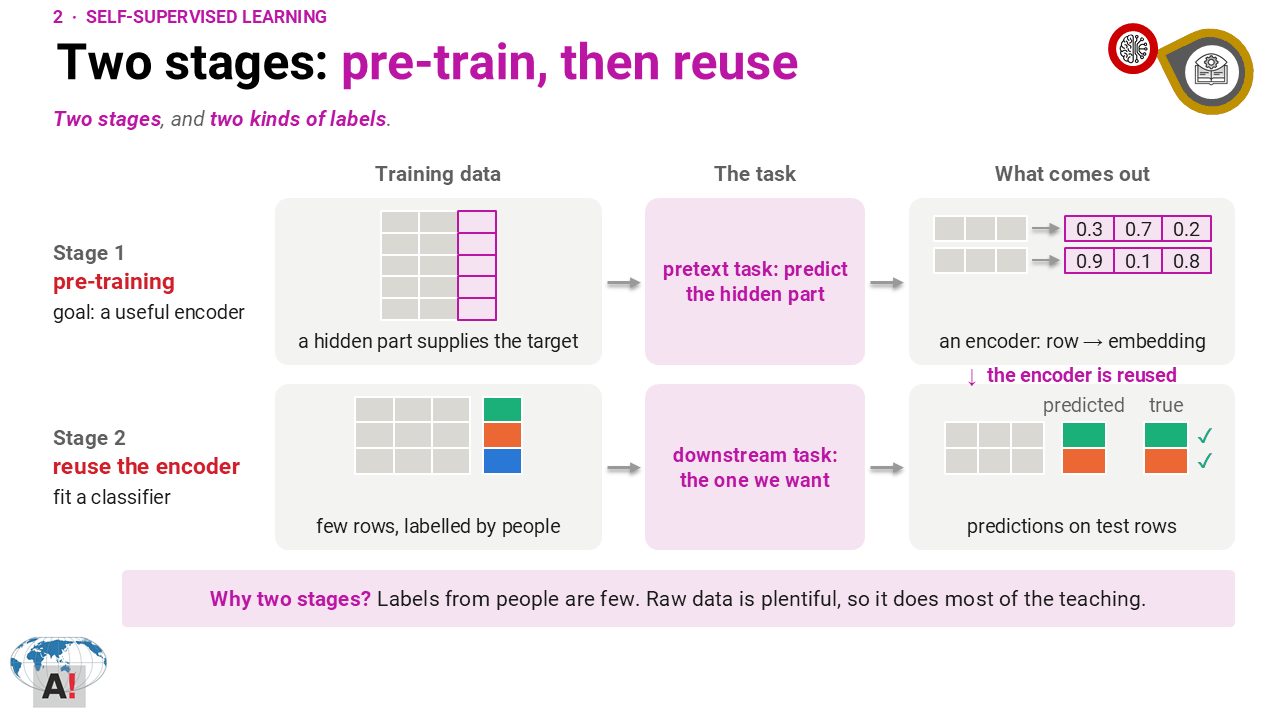 2 · SELF-SUPERVISED LEARNING
Two stages: pre-train, then reuse
Two stages, and two kinds of labels.
Training data
The task
What comes out
Stage 1
pre-training
goal: a useful encoder
a hidden part supplies the target
pretext task: predict
the hidden part
0.3 0.7 0.2
0.9 0.1 0.8
an encoder: row → embedding
↓ the encoder is reused
Stage 2
reuse the encoder
fit a classifier
few rows, labelled by people
downstream task:
the one we want
predicted true
✓
✓
predictions on test rows
Why two stages? Labels from people are few. Raw data is plentiful, so it does most of the teaching.
A!